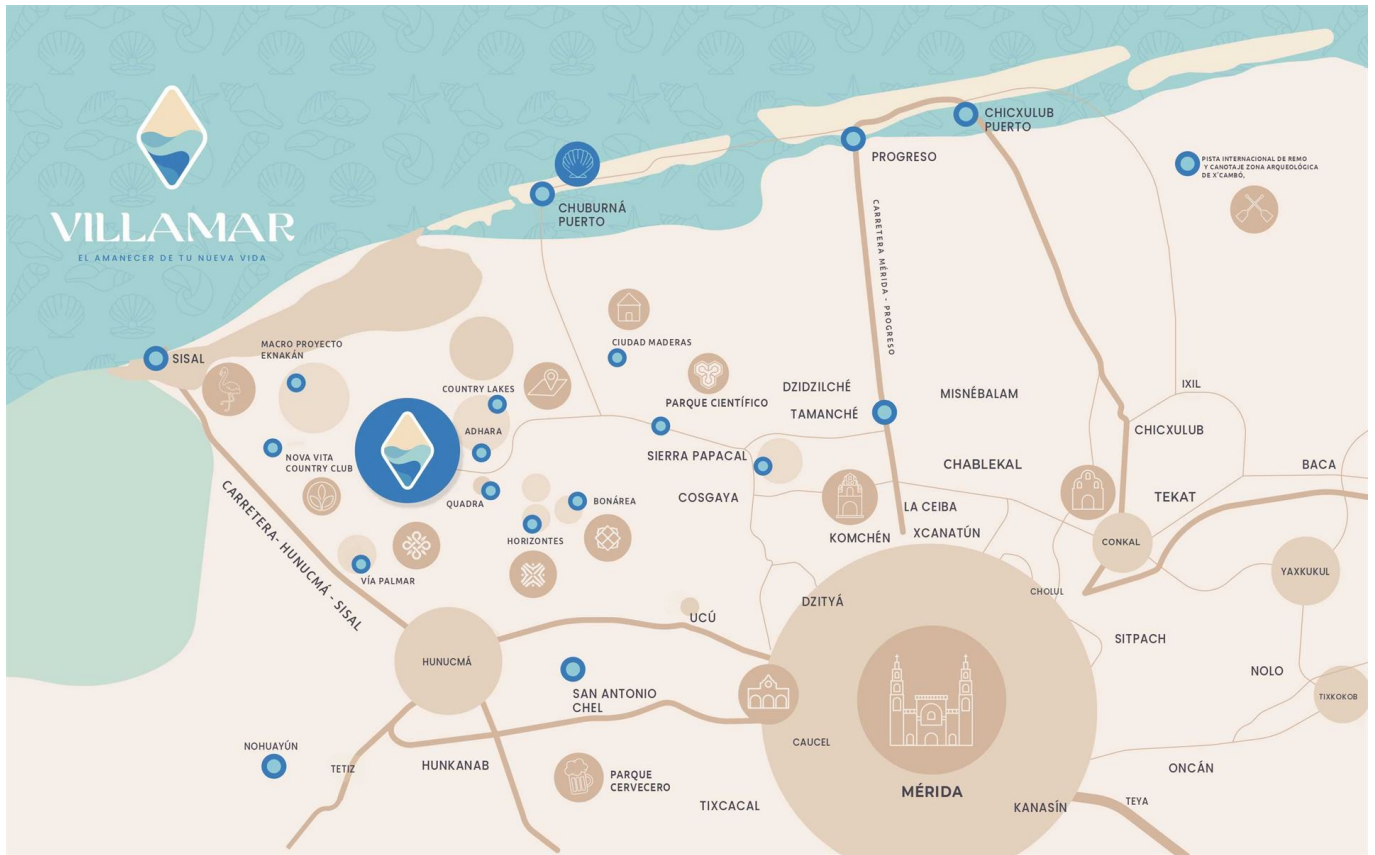 VILLAMAR
EL AMANECER DE TU NUEVA VIDA
CHICXULUB
PUERTO
PROGRESO
PISTA INTERNACIONAL DE REMO
Y CANOTAJE ZONA ARQUEOLÓGICA
DE X'CAMBÓ,
CHUBURNÁ
PUERTO
CARRETERA MÉRIDA - PROGRESO
SISAL
MACRO PROYECTO
EKNAKÁN
CIUDAD MADERAS
COUNTRY LAKES
PARQUE CIENTÍFICO
DZIDZILCHÉ
TAMANCHÉ
MISNÉBALAM
IXIL
CHICXULUB
ADHARA
NOVA VITA
COUNTRY CLUB
SIERRA PAPACAL
CHABLEKAL
BACA
QUADRA
BONÁREA
COSGAYA
TEKAT
LA CEIBA
HORIZONTES
KOMCHÉN
XCANATÚN
CONKAL
CARRETERA- HUNUCMÁ - SISAL
VÍA PALMAR
YAXKUKUL
CHOLUL
DZITYÁ
UCÚ
SITPACH
HUNUCMÁ
NOLO
SAN ANTONIO
CHEL
TIXKOKOB
NOHUAYÚN
TETIZ
HUNKANAB
CAUCEL
ONCÁN
PARQUE
CERVECERO
MÉRIDA
TIXCACAL
KANASÍN
TEYA